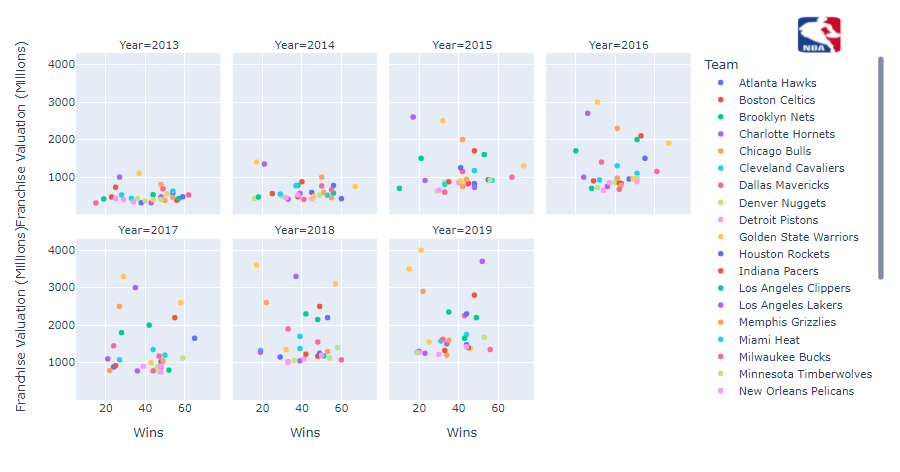 NBA
Year=2013
Year=2014
Year=2015
Year=2016
Franchise Valuation (MIllions)
4000
3000
2000
1000
Year=2017
Year=2018
Year=2019
Franchise Valuation (MIllions)
4000
3000
2000
1000
20 40 60
20 40 60
20 40 60
Wins
Wins
Wins
Team
Atlanta Hawks
Boston Celtics
Brooklyn Nets
Charlotte Hornets
Chicago Bulls
Cleveland Cavaliers
Dallas Mavericks
Denver Nuggets
Detroit Pistons
Golden State Warriors
Houston Rockets
Indiana Pacers
Los Angeles Clippers
Los Angeles Lakers
Memphis Grizzlies
Miami Heat
Milwaukee Bucks
Minnesota Timberwolves
New Orleans Pelicans